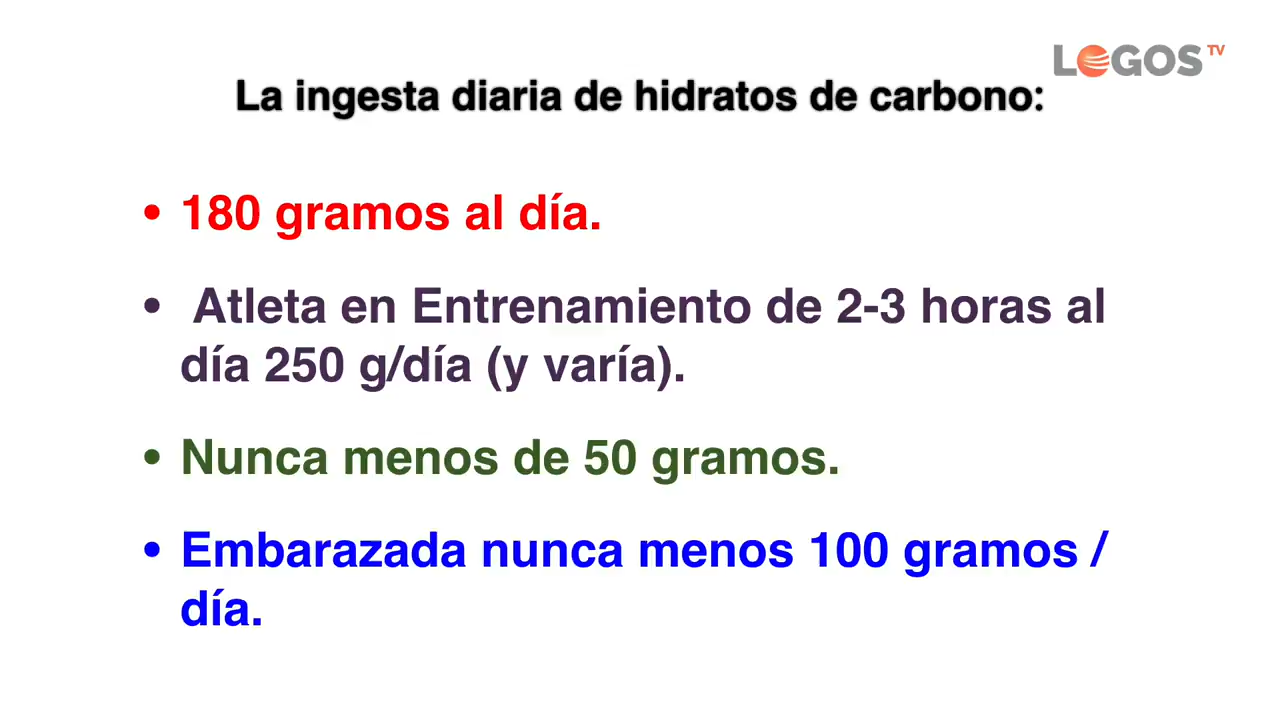 LOGOS TV
La ingesta diaria de hidratos de carbono:
• 180 gramos al día.
• Atleta en Entrenamiento de 2-3 horas al
día 250 g/día (y varía).
• Nunca menos de 50 gramos.
• Embarazada nunca menos 100 gramos /
día.